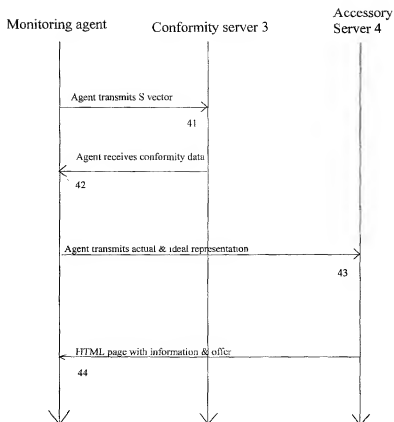 Monitoring agent
Conformity server 3
Accessory
Server 4
Agent transmits S vector
41
Agent receives conformity data
42
Agent transmits actual & ideal representation
43
HTML page with information & offer
44